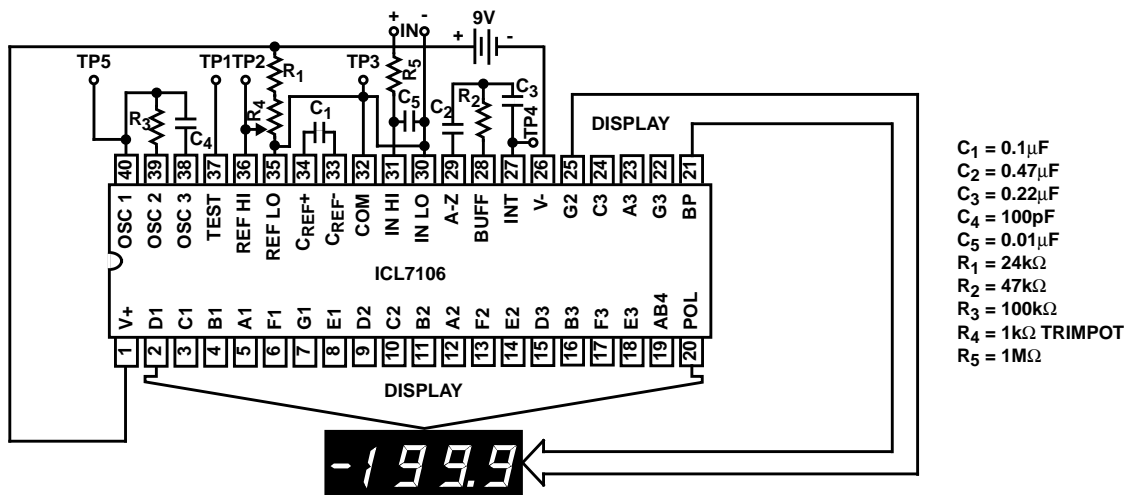 + IN -
+ 9V -
TP5
TP1
TP2
TP3
TP4
R1
R4
R5
C1
C5
C2
R2
C3
R3
C4
DISPLAY
40 39 38 37 36 35 34 33 32 31 30 29 28 27 26 25 24 23 22 21
OSC 1
OSC 2
OSC 3
TEST
REF HI
REF LO
CREF+
CREF-
COM
IN HI
IN LO
A-Z
BUFF
INT
V-
G2
C3
A3
G3
BP
ICL7106
V+
D1
C1
B1
A1
F1
G1
E1
D2
C2
B2
A2
F2
E2
D3
B3
F3
E3
AB4
POL
1 2 3 4 5 6 7 8 9 10 11 12 13 14 15 16 17 18 19 20
DISPLAY
-199.9
C1 = 0.1µF
C2 = 0.47µF
C3 = 0.22µF
C4 = 100pF
C5 = 0.01µF
R1 = 24kΩ
R2 = 47kΩ
R3 = 100kΩ
R4 = 1kΩ TRIMPOT
R5 = 1MΩ